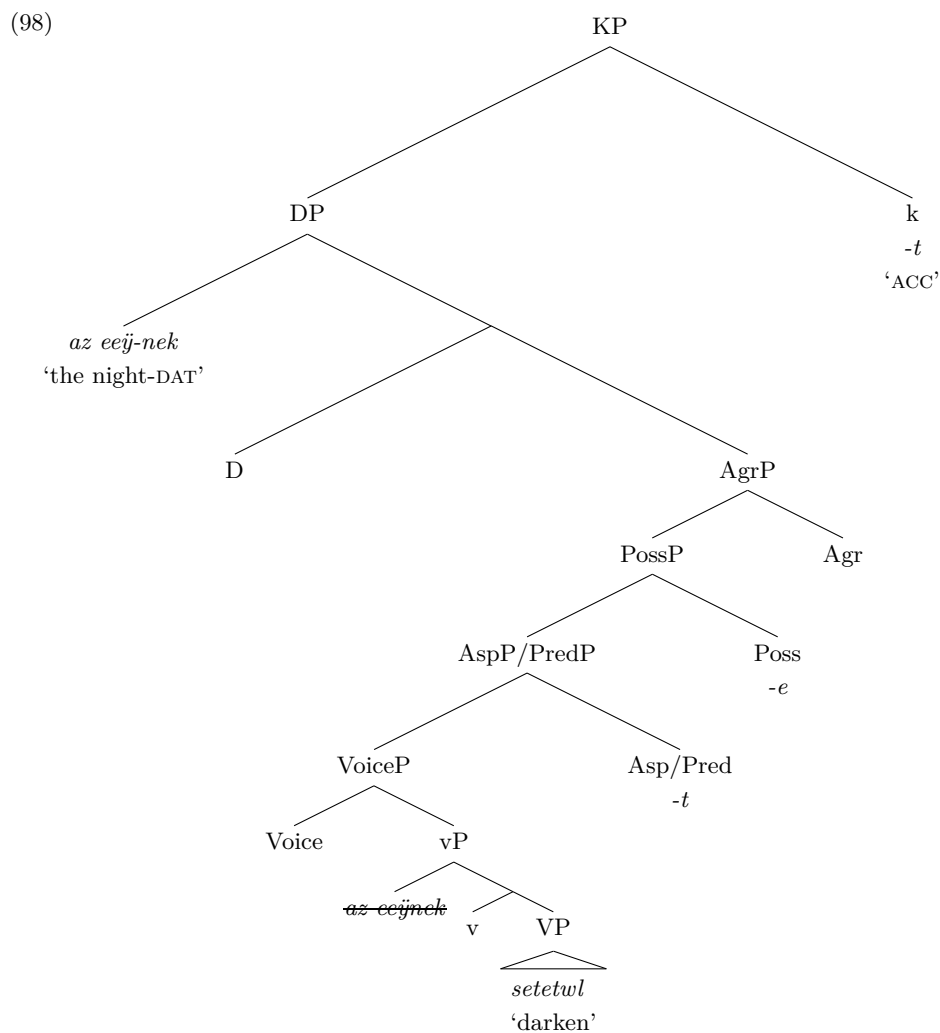 (98)
KP
DP
k
-t
‘ACC’
az eeÿ-nek
‘the night-DAT’
D
AgrP
PossP
Agr
AspP/PredP
Poss
-e
VoiceP
Asp/Pred
-t
Voice
vP
az eeÿnek
v
VP
setetwl
‘darken’